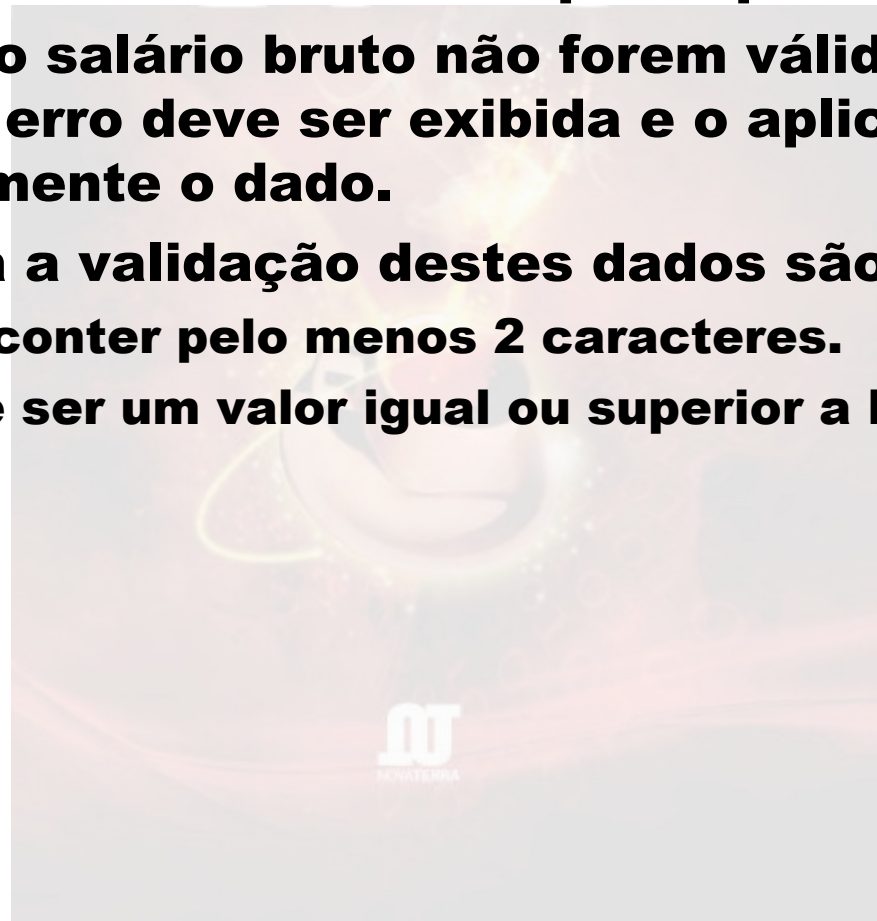 o salário bruto não forem válid
erro deve ser exibida e o aplic
mente o dado.
a validação destes dados são
conter pelo menos 2 caracteres.
ser um valor igual ou superior a
NOVATERRA